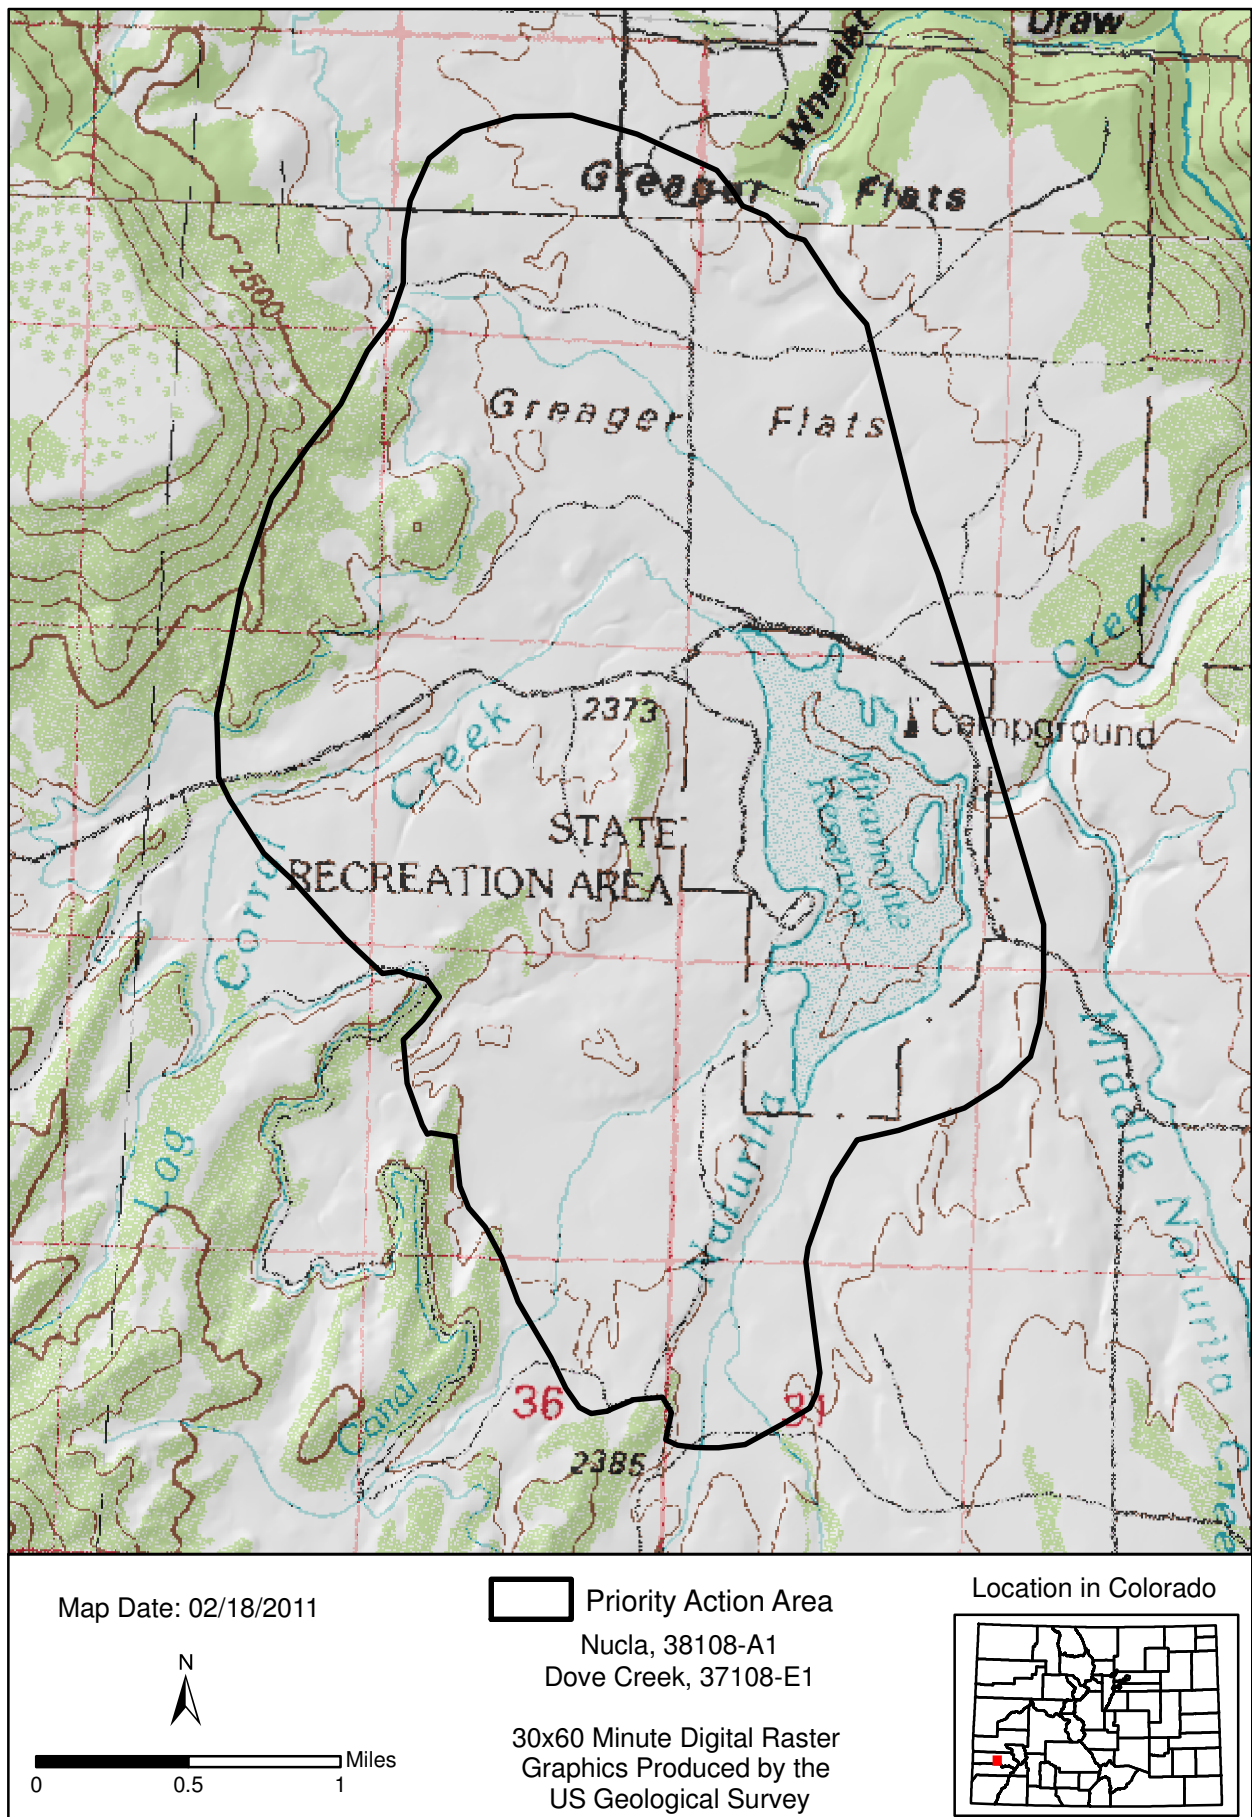 Draw
Wheeler
Greager Flats
2500
Greager Flats
Creek
2373
Campground
Creek
STATE
RECREATION AREA
Miramonte
Reservoir
Corral
Log
Naturita
Middle Naturita Cree
Canal
36
31
2385
Map Date: 02/18/2011
N
Miles
0 0.5 1
Priority Action Area
Nucla, 38108-A1
Dove Creek, 37108-E1
30x60 Minute Digital Raster
Graphics Produced by the
US Geological Survey
Location in Colorado